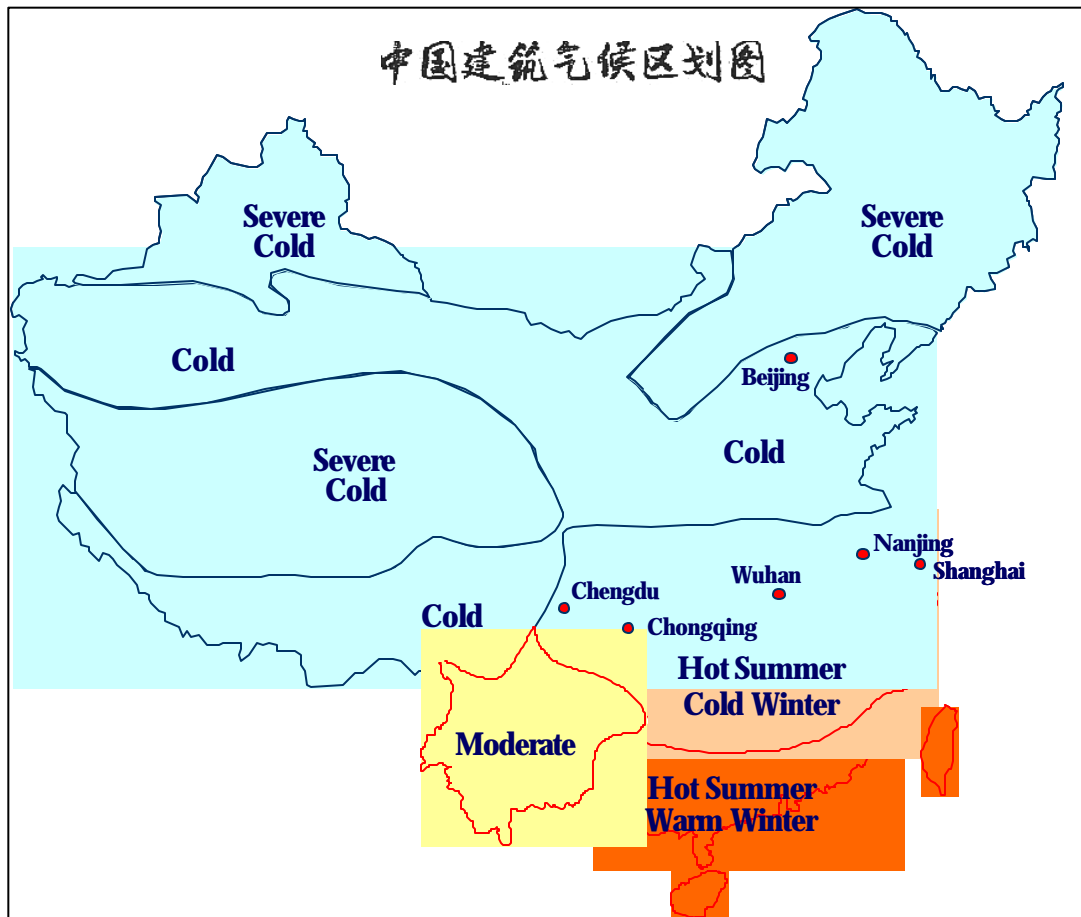 中国建筑气候区划图
Severe
Cold
Severe
Cold
Cold
Beijing
Cold
Severe
Cold
Nanjing
Shanghai
Wuhan
Chengdu
Cold
Chongqing
Hot Summer
Cold Winter
Moderate
Hot Summer
Warm Winter